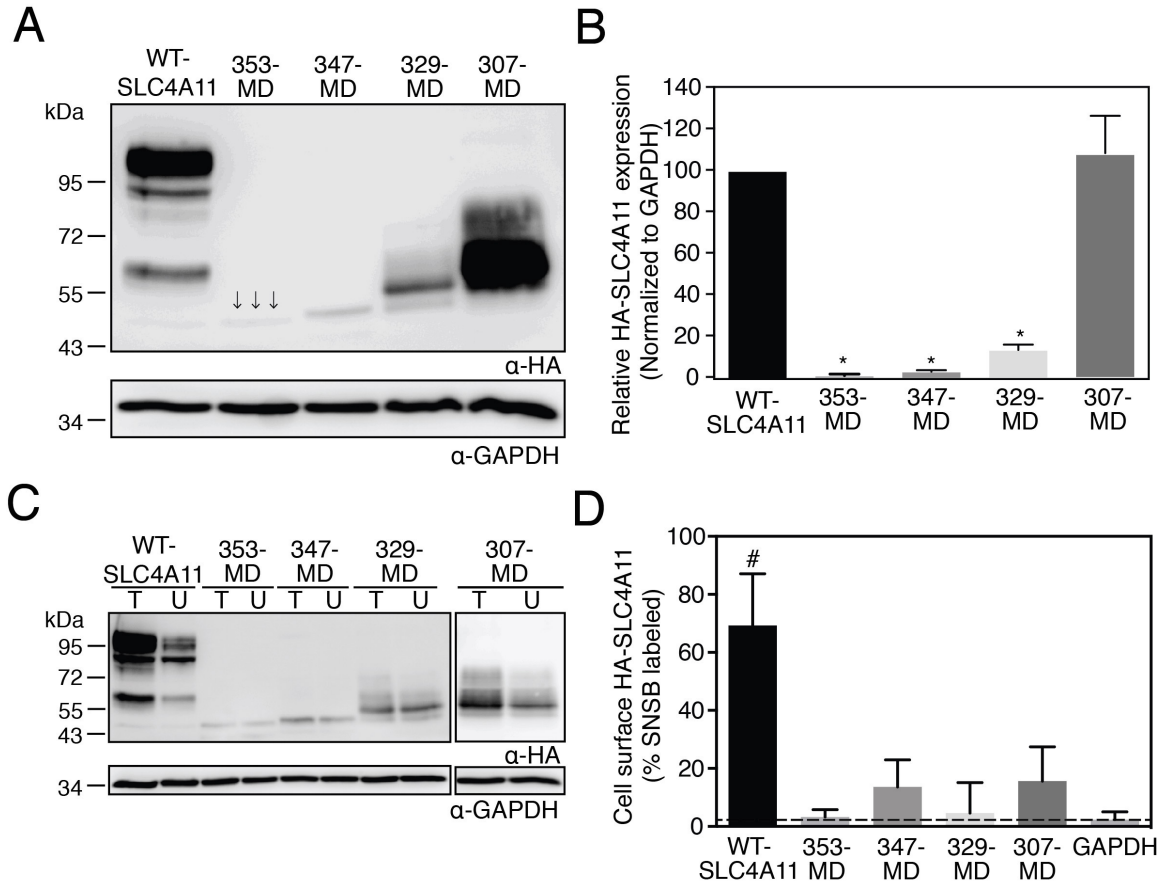 A
WT-
SLC4A11
353-
MD
347-
MD
329-
MD
307-
MD
kDa
95
72
55
43
↓ ↓ ↓
α-HA
34
α-GAPDH
B
Relative HA-SLC4A11 expression
(Normalized to GAPDH)
140
120
100
80
60
40
20
0
*
*
*
WT-
SLC4A11
353-
MD
347-
MD
329-
MD
307-
MD
C
WT-
SLC4A11
353-
MD
347-
MD
329-
MD
307-
MD
T U T U T U T U T U
kDa
95
72
55
43
α-HA
34
α-GAPDH
D
Cell surface HA-SLC4A11
(% SNSB labeled)
100
80
60
40
20
0
#
WT-
SLC4A11
353-
MD
347-
MD
329-
MD
307-
MD
GAPDH